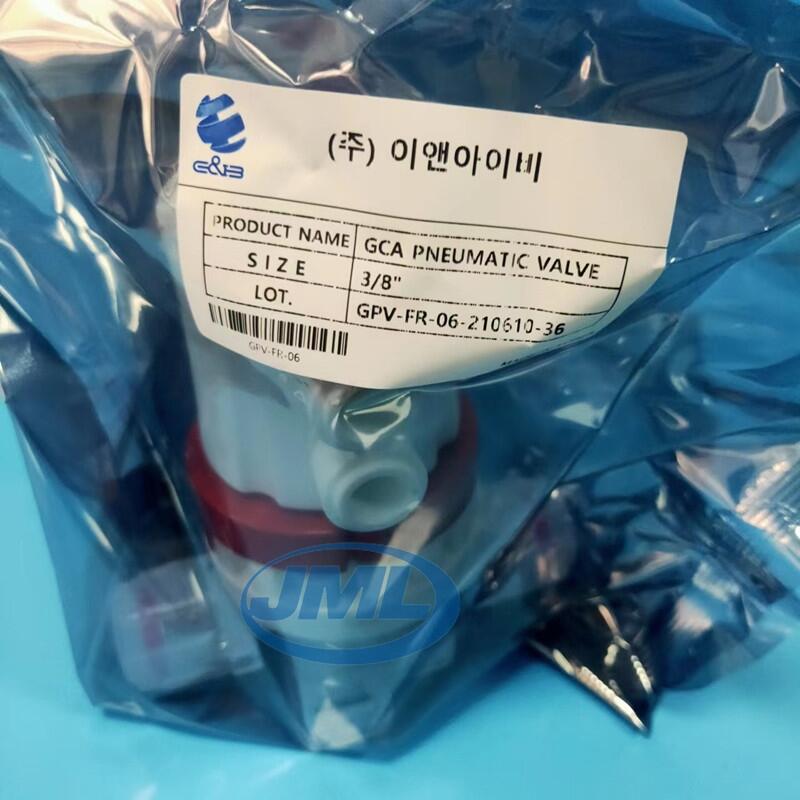 E&B
(주) 이앤아이비
PRODUCT NAME GCA PNEUMATIC VALVE
SIZE 3/8"
LOT. GPV-FR-06-210610-36
GPV-FR-06
JML